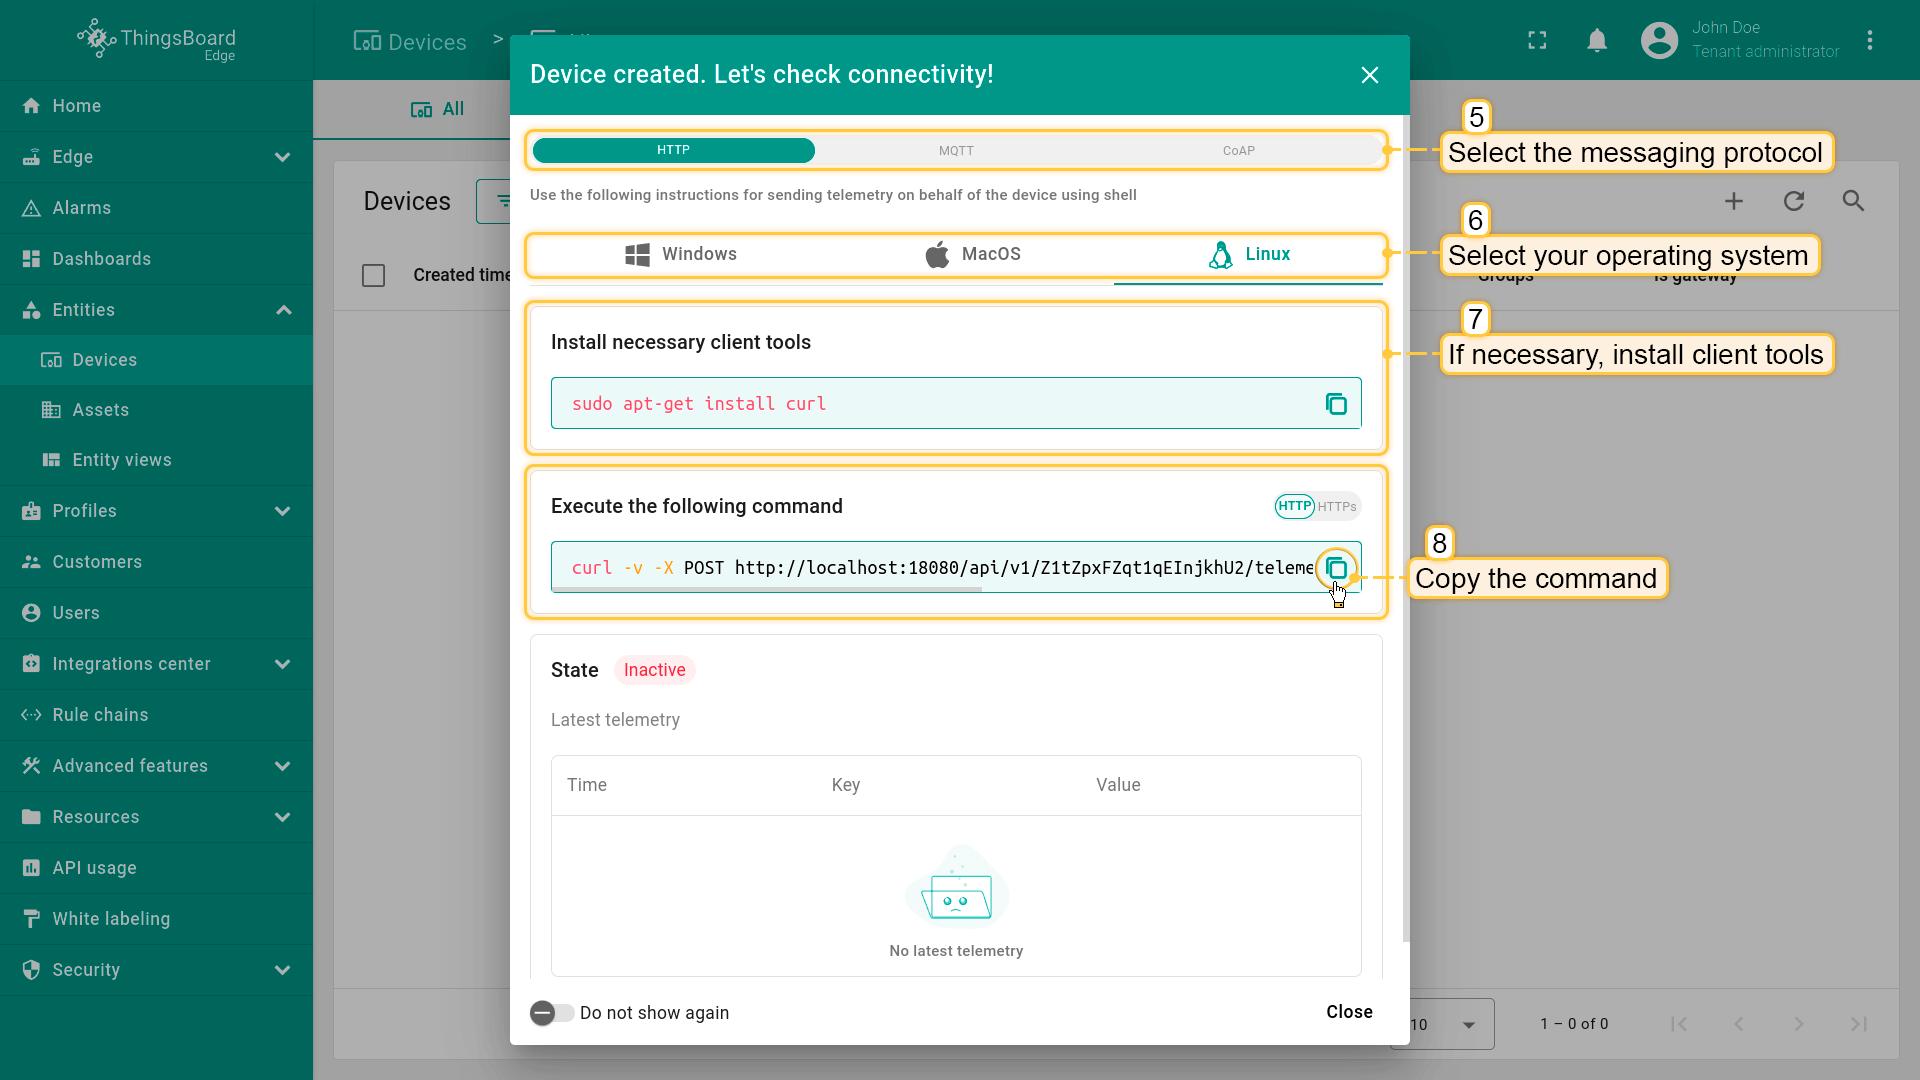 ThingsBoard
Edge
Devices >
John Doe
Tenant administrator
Home
Edge
Alarms
Dashboards
Entities
Devices
Assets
Entity views
Profiles
Customers
Users
Integrations center
Rule chains
Advanced features
Resources
API usage
White labeling
Security
All
Devices
Created time
Groups
Is gateway
Device created. Let's check connectivity!
HTTP MQTT CoAP
Use the following instructions for sending telemetry on behalf of the device using shell
Windows MacOS Linux
Install necessary client tools
sudo apt-get install curl
Execute the following command
HTTP HTTPs
curl -v -X POST http://localhost:18080/api/v1/Z1tZpxFZqt1qEInjkhU2/teleme
State Inactive
Latest telemetry
Time Key Value
No latest telemetry
Do not show again
Close
5
Select the messaging protocol
6
Select your operating system
7
If necessary, install client tools
8
Copy the command
10
1 – 0 of 0